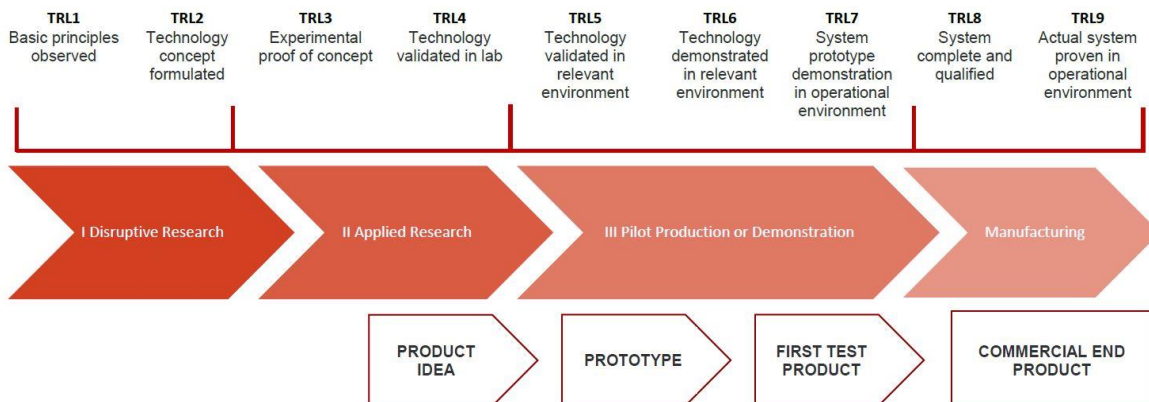 TRL1
Basic principles
observed
TRL2
Technology
concept
formulated
TRL3
Experimental
proof of concept
TRL4
Technology
validated in lab
TRL5
Technology
validated in
relevant
environment
TRL6
Technology
demonstrated
in relevant
environment
TRL7
System
prototype
demonstration
in operational
environment
TRL8
System
complete and
qualified
TRL9
Actual system
proven in
operational
environment
I Disruptive Research
II Applied Research
III Pilot Production or Demonstration
Manufacturing
PRODUCT
IDEA
PROTOTYPE
FIRST TEST
PRODUCT
COMMERCIAL END
PRODUCT